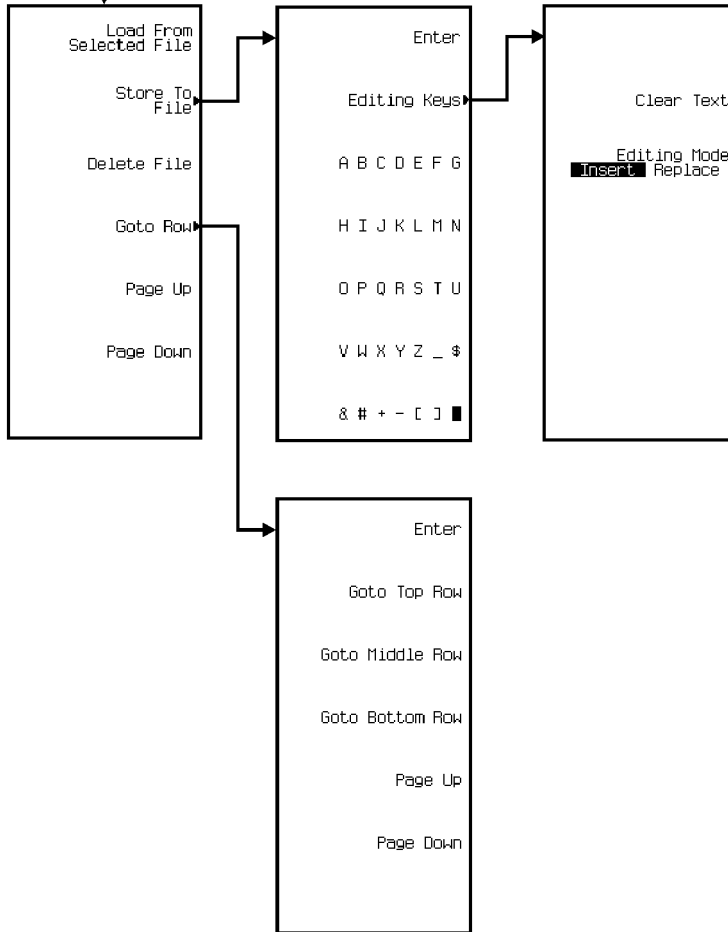 Load From
Selected File
Store To
File
Delete File
Goto Row
Page Up
Page Down
Enter
Editing Keys
A B C D E F G
H I J K L M N
O P Q R S T U
V W X Y Z _ $
& # + - [ ]
Clear Text
Editing Mode
Insert Replace
Enter
Goto Top Row
Goto Middle Row
Goto Bottom Row
Page Up
Page Down